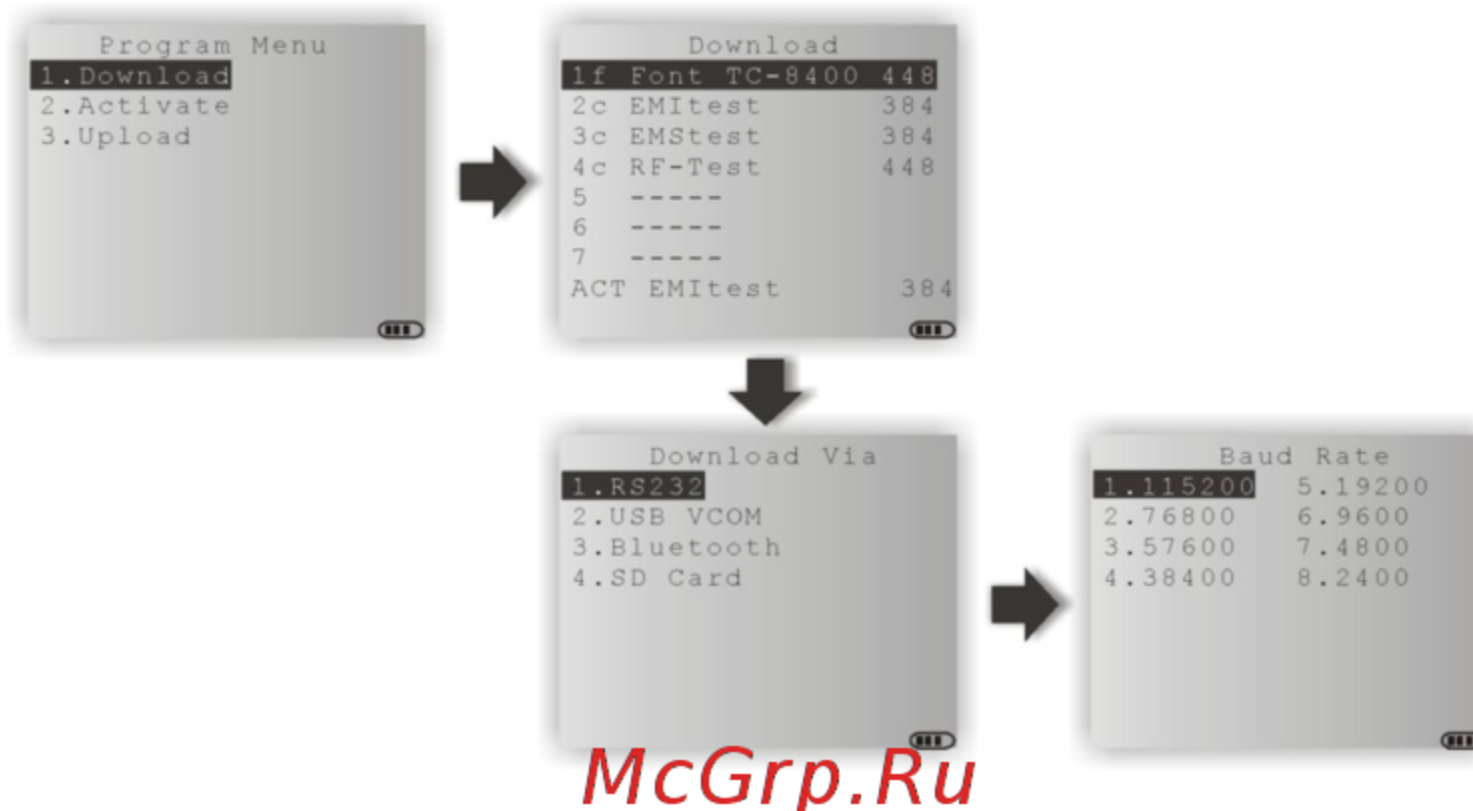 Program Menu
1.Download
2.Activate
3.Upload
Download
1f Font TC-8400 448
2c EMItest 384
3c EMStest 384
4c RF-Test 448
5 -----
6 -----
7 -----
ACT EMItest 384
Download Via
1.RS232
2.USB VCOM
3.Bluetooth
4.SD Card
Baud Rate
1.115200 5.19200
2.76800 6.9600
3.57600 7.4800
4.38400 8.2400
McGrp.Ru